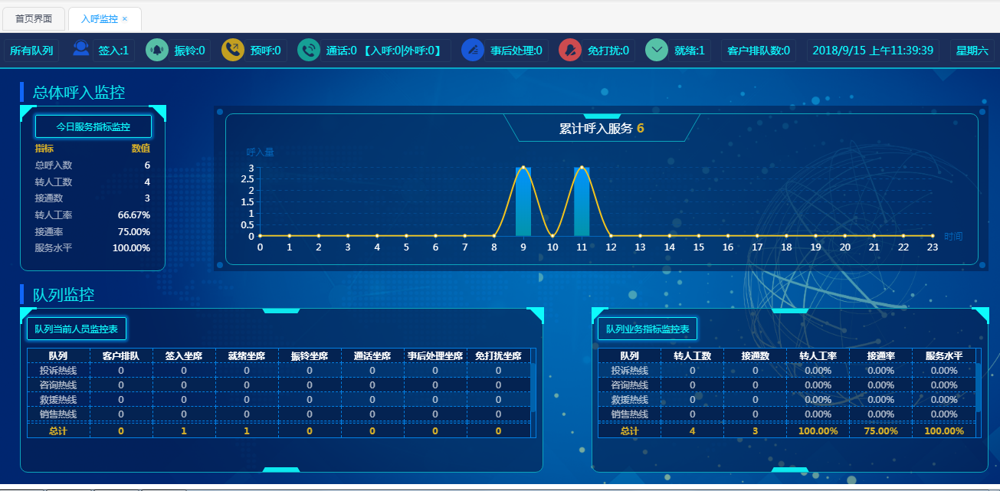 首页界面 入呼监控 ×
所有队列 签入:1 振铃:0 预呼:0 通话:0 【入呼:0|外呼:0】 事后处理:0 免打扰:0 就绪:1 客户排队数:0 2018/9/15 上午11:39:39 星期六
总体呼入监控
今日服务指标监控
指标 数值
总呼入数 6
转人工数 4
接通数 3
转人工率 66.67%
接通率 75.00%
服务水平 100.00%
累计呼入服务 6
呼入量
3
2.5
2
1.5
1
0.5
0
0 1 2 3 4 5 6 7 8 9 10 11 12 13 14 15 16 17 18 19 20 21 22 23
时间
队列监控
队列当前人员监控表
队列 客户排队 签入坐席 就绪坐席 振铃坐席 通话坐席 事后处理坐席 免打扰坐席
投诉热线 0 0 0 0 0 0 0
咨询热线 0 0 0 0 0 0 0
救援热线 0 0 0 0 0 0 0
销售热线 0 0 0 0 0 0 0
总计 0 1 1 0 0 0 0
队列业务指标监控表
队列 转人工数 接通数 转人工率 接通率 服务水平
投诉热线 0 0 0.00% 0.00% 0.00%
咨询热线 0 0 0.00% 0.00% 0.00%
救援热线 0 0 0.00% 0.00% 0.00%
销售热线 0 0 0.00% 0.00% 0.00%
总计 4 3 100.00% 75.00% 100.00%